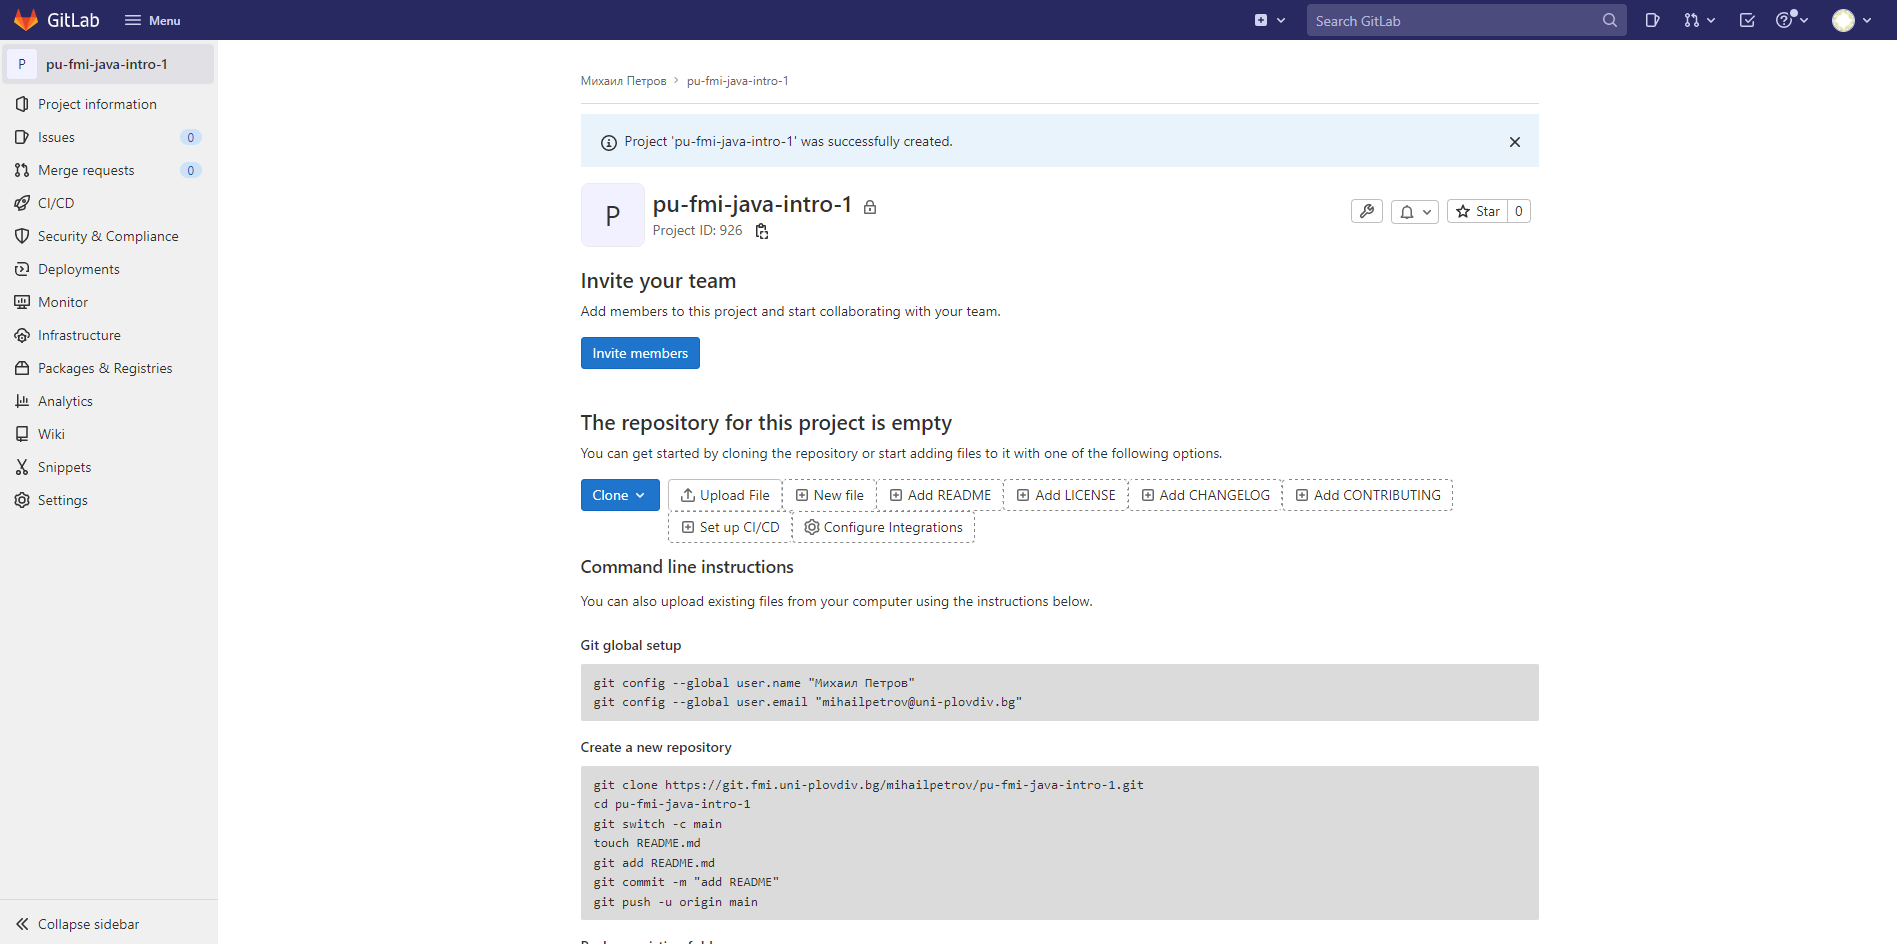 GitLab
Menu
Search GitLab
P pu-fmi-java-intro-1
Project information
Issues 0
Merge requests 0
CI/CD
Security & Compliance
Deployments
Monitor
Infrastructure
Packages & Registries
Analytics
Wiki
Snippets
Settings
Collapse sidebar
Михаил Петров > pu-fmi-java-intro-1
Project 'pu-fmi-java-intro-1' was successfully created.
P
pu-fmi-java-intro-1
Project ID: 926
Star 0
Invite your team
Add members to this project and start collaborating with your team.
Invite members
The repository for this project is empty
You can get started by cloning the repository or start adding files to it with one of the following options.
Clone Upload File New file Add README Add LICENSE Add CHANGELOG Add CONTRIBUTING
Set up CI/CD Configure Integrations
Command line instructions
You can also upload existing files from your computer using the instructions below.
Git global setup
git config --global user.name "Михаил Петров"
git config --global user.email "mihailpetrov@uni-plovdiv.bg"
Create a new repository
git clone https://git.fmi.uni-plovdiv.bg/mihailpetrov/pu-fmi-java-intro-1.git
cd pu-fmi-java-intro-1
git switch -c main
touch README.md
git add README.md
git commit -m "add README"
git push -u origin main